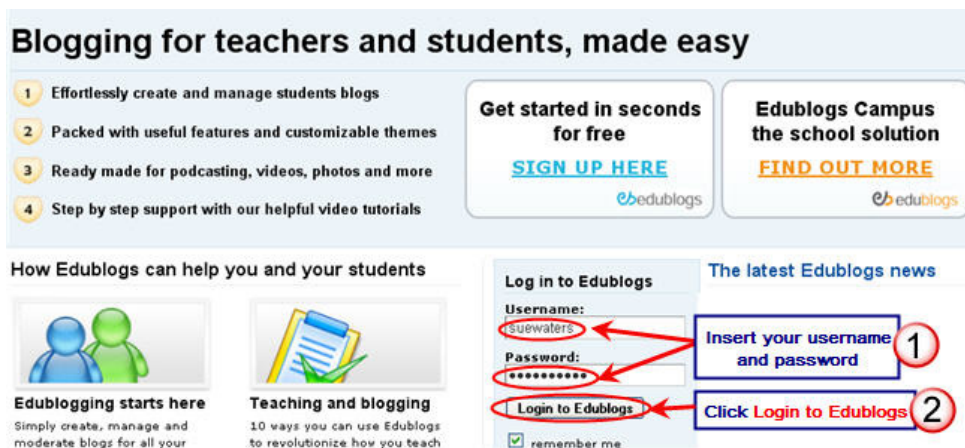 Blogging for teachers and students, made easy
1 Effortlessly create and manage students blogs
2 Packed with useful features and customizable themes
3 Ready made for podcasting, videos, photos and more
4 Step by step support with our helpful video tutorials
Get started in seconds
for free
SIGN UP HERE
edublogs
Edublogs Campus
the school solution
FIND OUT MORE
edublogs
How Edublogs can help you and your students
Edublogging starts here
Simply create, manage and
moderate blogs for all your
Teaching and blogging
10 ways you can use Edublogs
to revolutionize how you teach
Log in to Edublogs
Username:
suewaters
Password:
••••••••••
Login to Edublogs
remember me
The latest Edublogs news
Insert your username
and password
1
Click Login to Edublogs
2